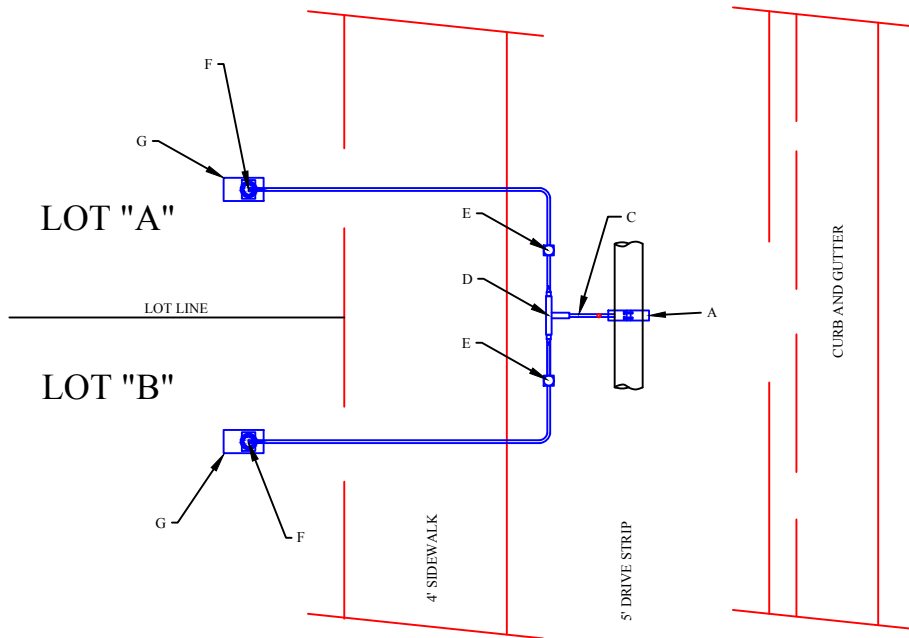 F
G
LOT "A"
E
C
D
LOT LINE
A
E
LOT "B"
G
F
4' SIDEWALK
5' DRIVE STRIP
CURB AND GUTTER